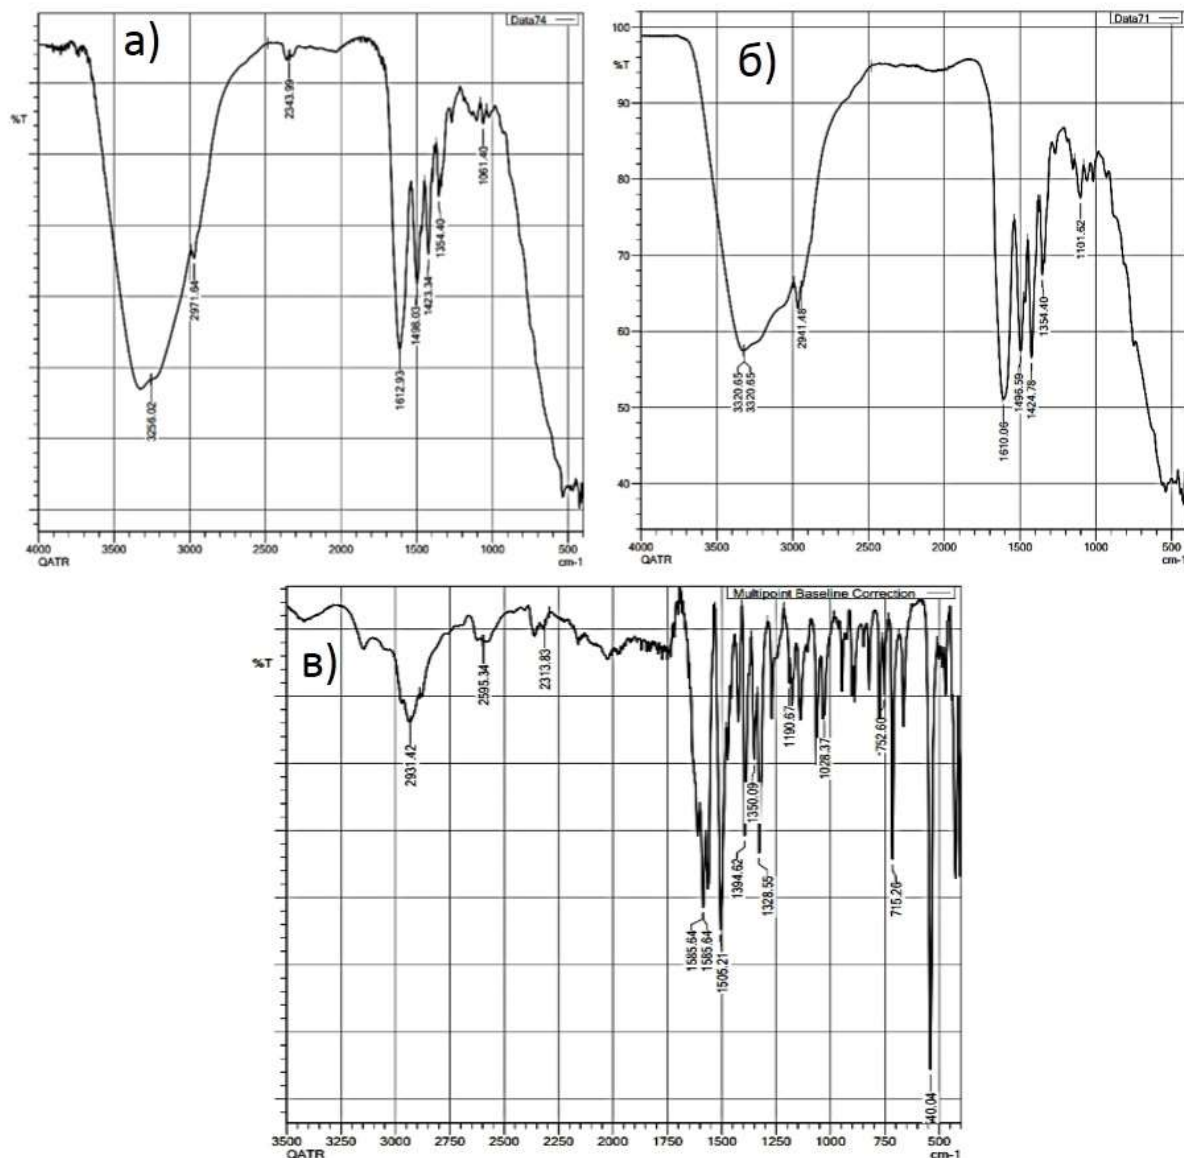 Data74
а)
%T
2343.99
2971.64
3256.02
1612.93
1498.03
1423.34
1354.40
1061.40
4000 3500 3000 2500 2000 1500 1000 500
QATR cm-1
Data71
б)
100
%T
90
80
70
60
50
40
3320.65
3320.65
2941.48
1610.06
1496.59
1424.78
1354.40
1101.62
4000 3500 3000 2500 2000 1500 1000 500
QATR cm-1
Multipoint Baseline Correction
в)
%T
2931.42
2595.34
2313.83
1585.64
1585.64
1505.21
1394.62
1350.09
1328.55
1190.67
1028.37
752.60
715.26
40.04
3500 3250 3000 2750 2500 2250 2000 1750 1500 1250 1000 750 500
QATR cm-1